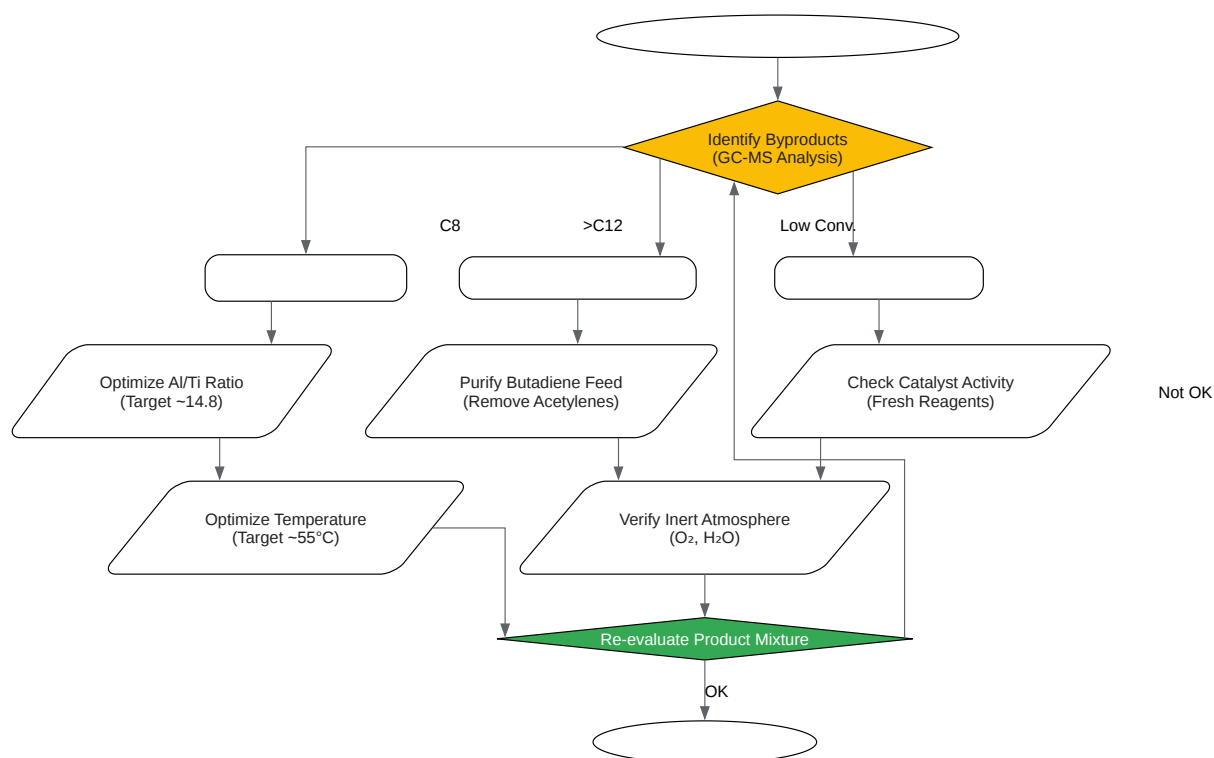 Identify Byproducts
(GC-MS Analysis)
C8
>C12
Low Conv.
Optimize Al/Ti Ratio
(Target ~14.8)
Purify Butadiene Feed
(Remove Acetylenes)
Check Catalyst Activity
(Fresh Reagents)
Not OK
Optimize Temperature
(Target ~55°C)
Verify Inert Atmosphere
(O₂, H₂O)
Re-evaluate Product Mixture
OK